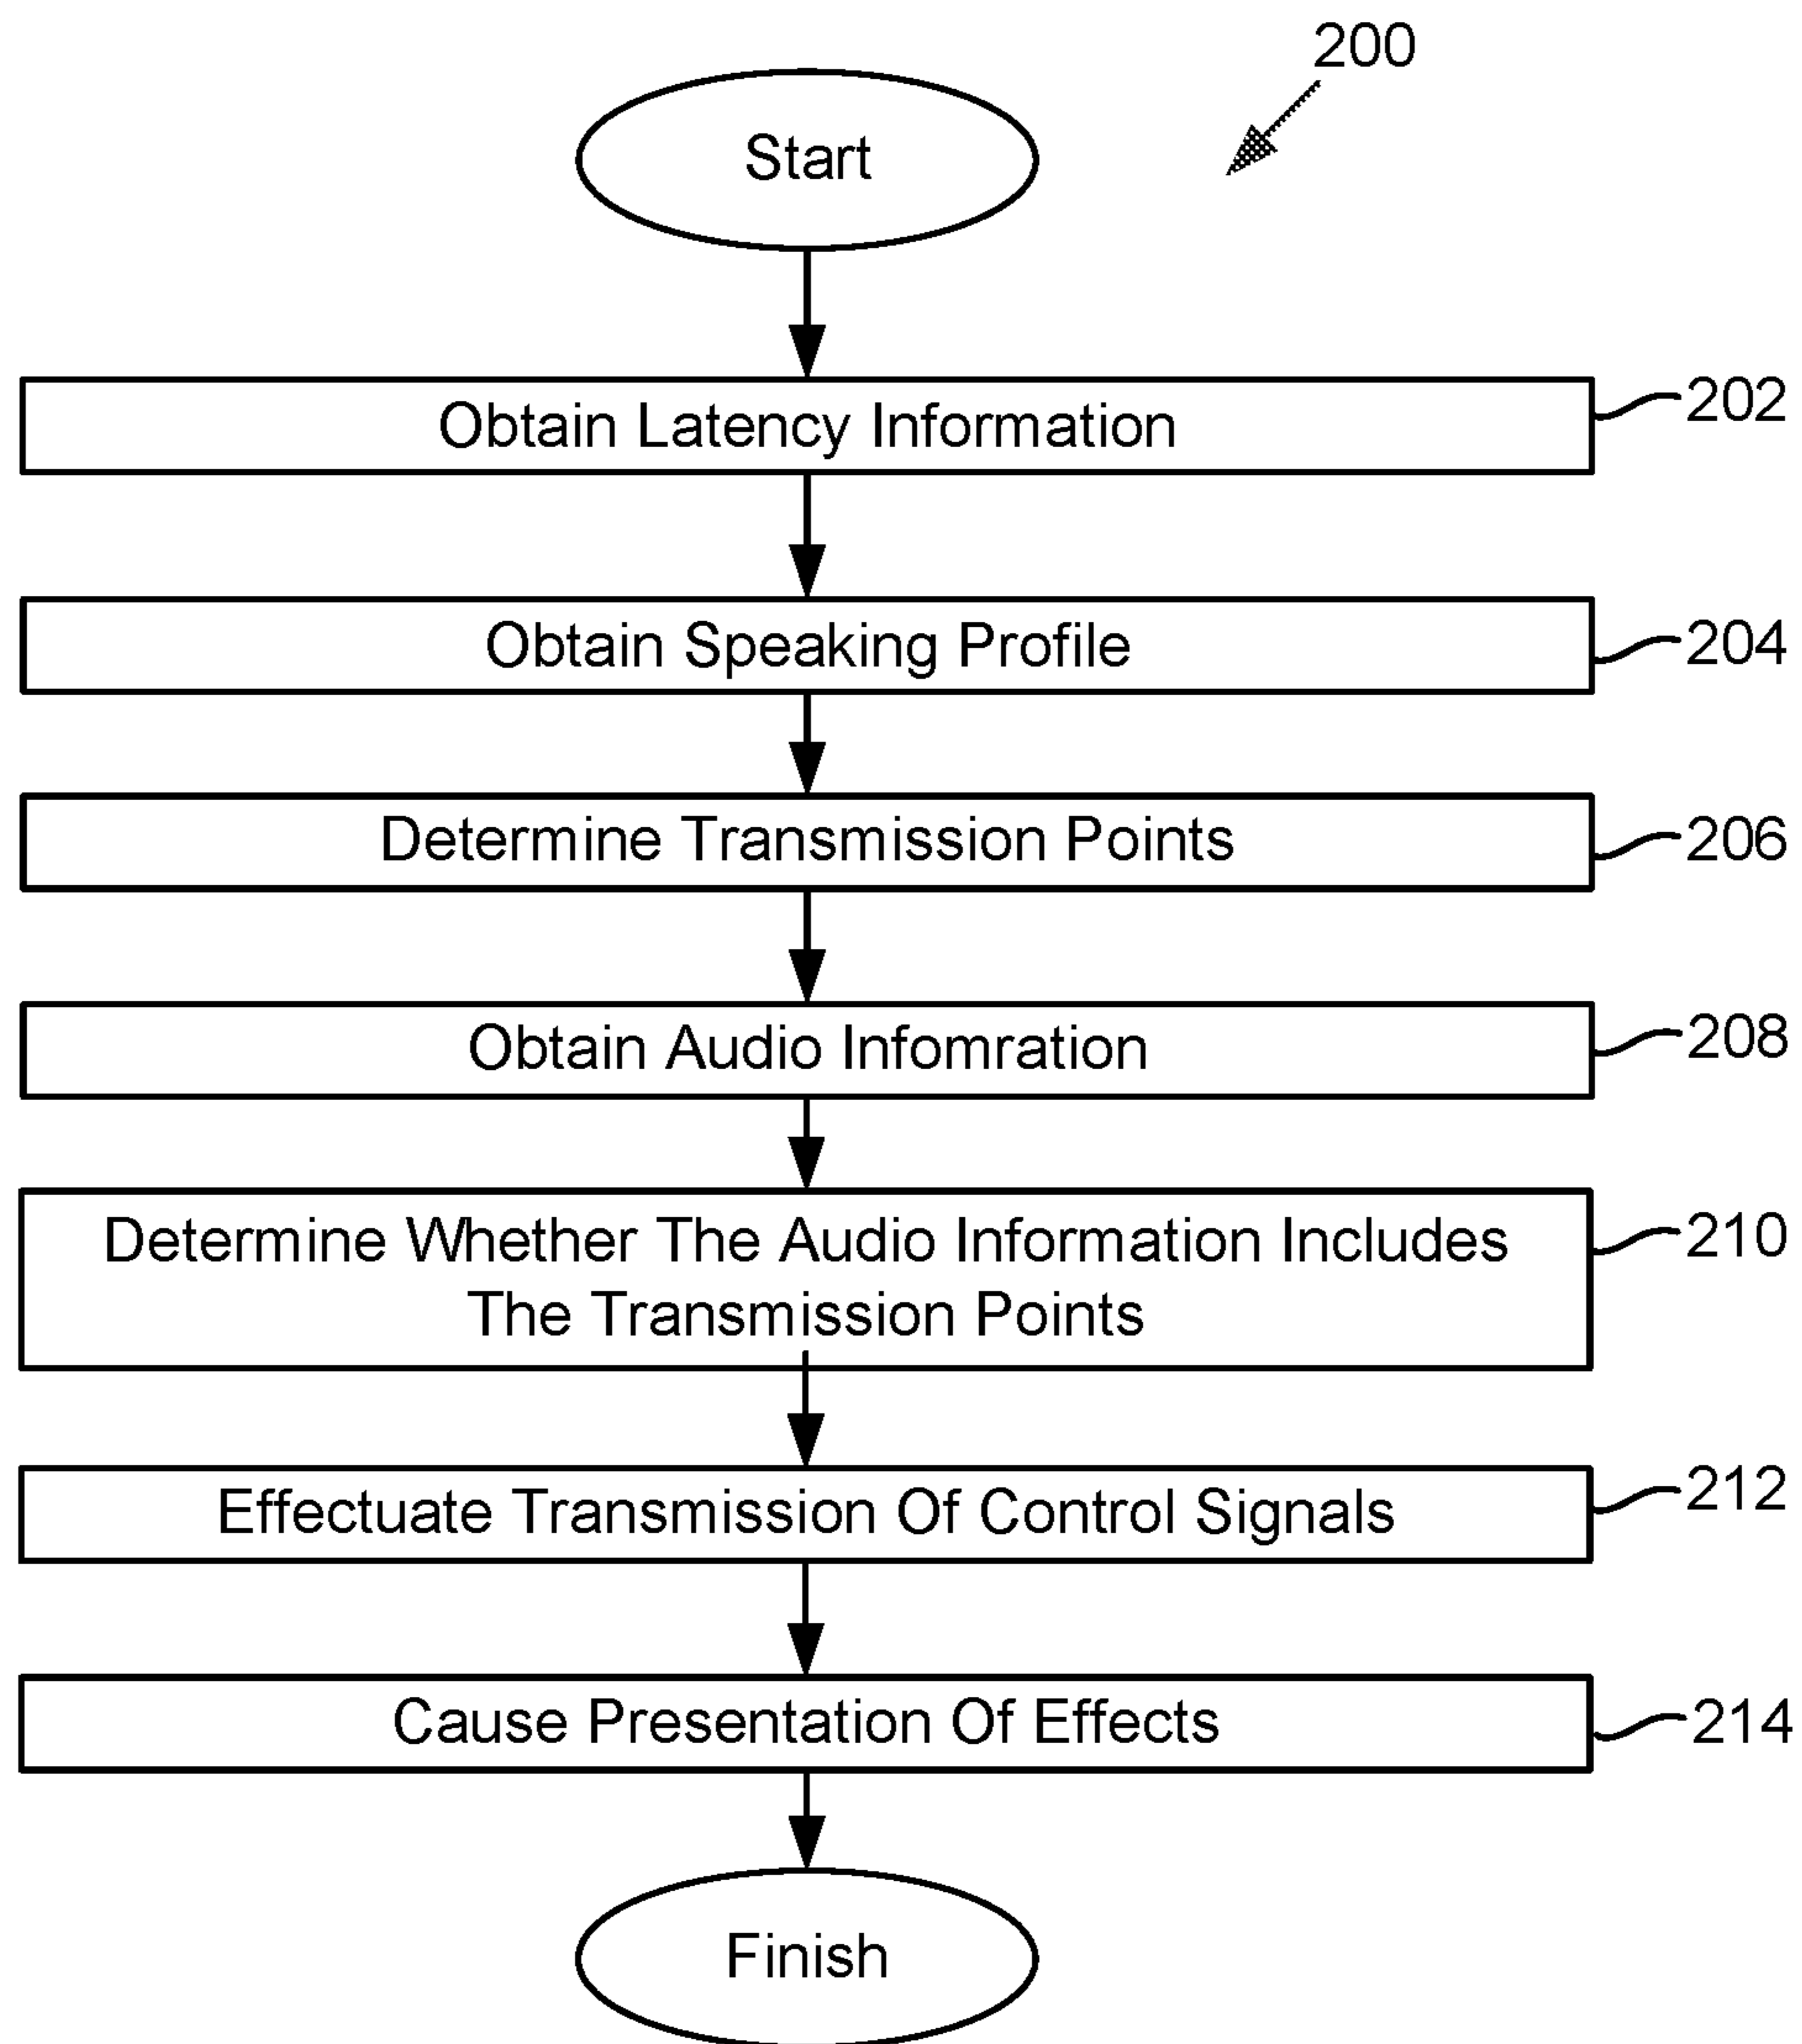 200
Start
Obtain Latency Information
202
Obtain Speaking Profile
204
Determine Transmission Points
206
Obtain Audio Infomration
208
Determine Whether The Audio Information Includes
The Transmission Points
210
Effectuate Transmission Of Control Signals
212
Cause Presentation Of Effects
214
Finish